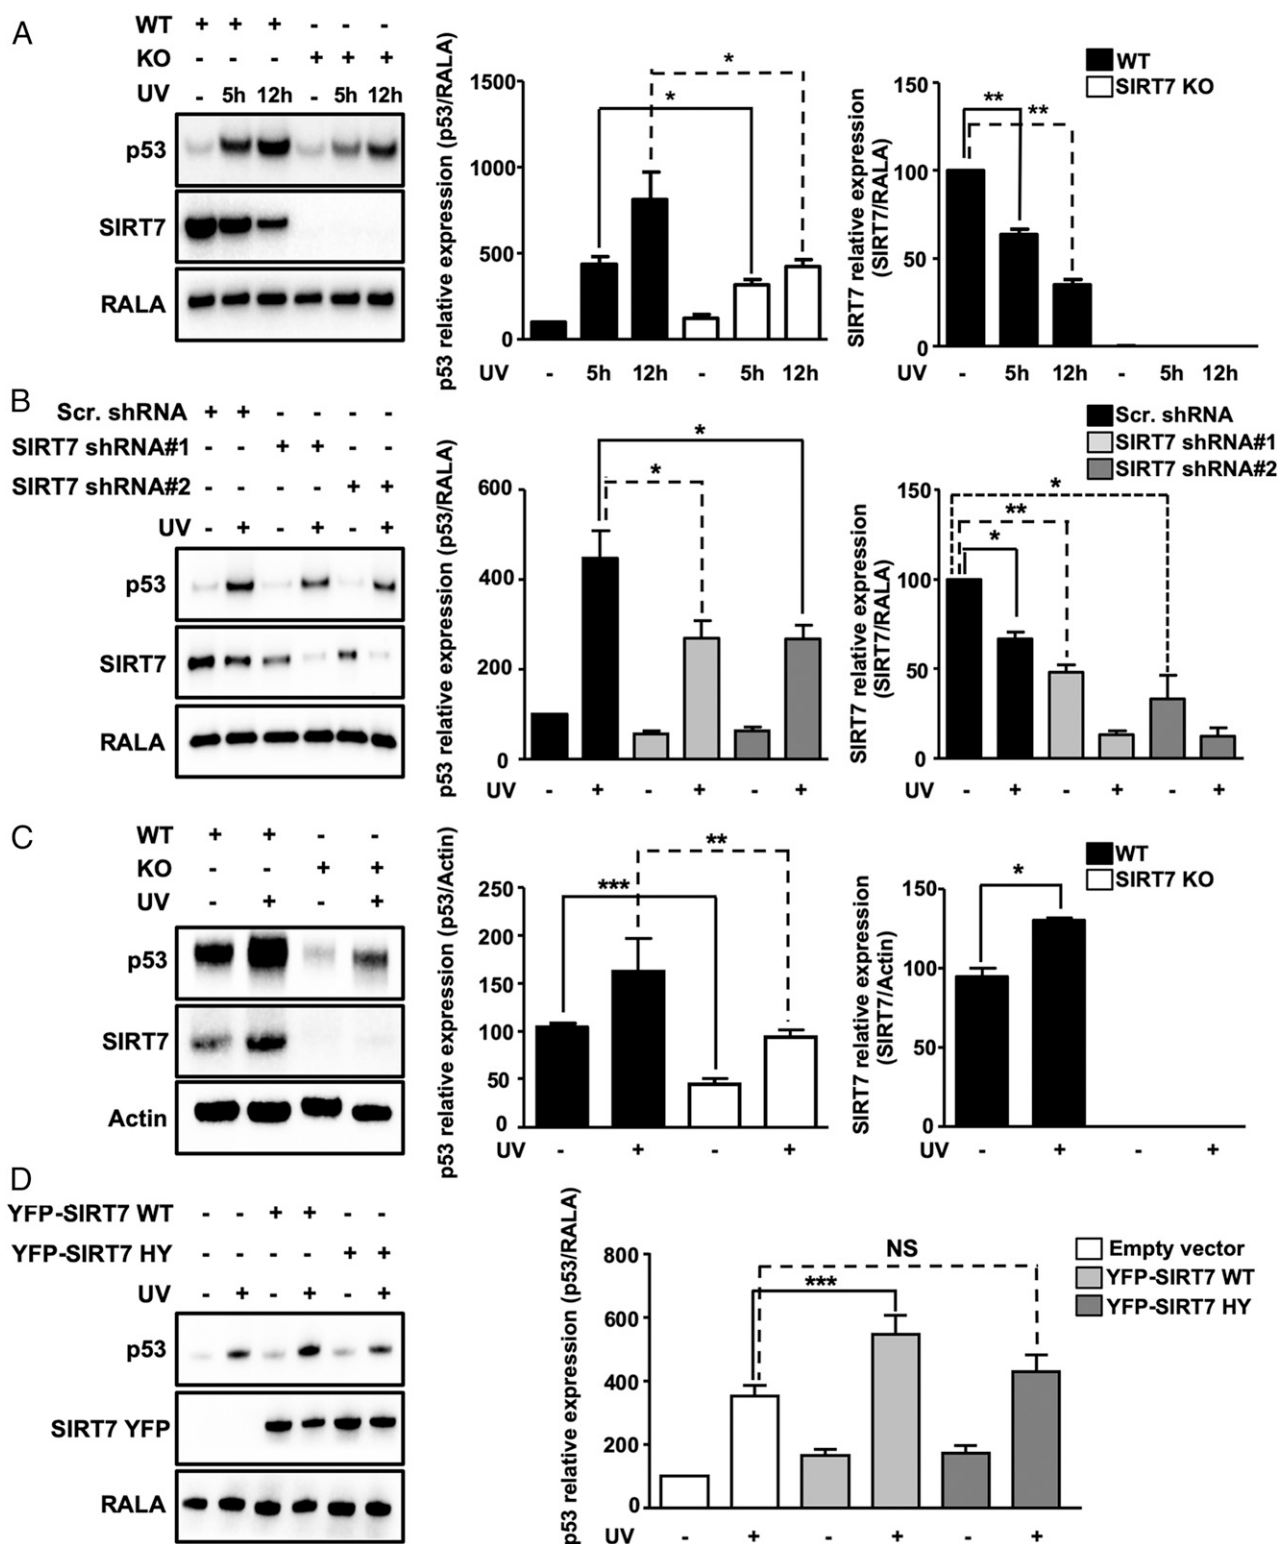 A
WT + + + - - -
KO - - - + + +
UV - 5h 12h - 5h 12h
p53
SIRT7
RALA
p53 relative expression (p53/RALA)
1500
1000
500
0
*
*
UV - 5h 12h - 5h 12h
SIRT7 relative expression
(SIRT7/RALA)
150
100
50
0
**
**
WT
SIRT7 KO
UV - 5h 12h - 5h 12h
B
Scr. shRNA + + - - - -
SIRT7 shRNA#1 - - + + - -
SIRT7 shRNA#2 - - - - + +
UV - + - + - +
p53
SIRT7
RALA
p53 relative expression (p53/RALA)
600
400
200
0
*
*
UV - + - + - +
Scr. shRNA
SIRT7 shRNA#1
SIRT7 shRNA#2
SIRT7 relative expression
(SIRT7/RALA)
150
100
50
0
*
**
*
UV - + - + - +
C
WT + + - -
KO - - + +
UV - + - +
p53
SIRT7
Actin
p53 relative expression (p53/Actin)
250
200
150
100
50
0
***
**
UV - + - +
WT
SIRT7 KO
SIRT7 relative expression
(SIRT7/Actin)
150
100
50
0
*
UV - + - +
D
YFP-SIRT7 WT - - + + - -
YFP-SIRT7 HY - - - - + +
UV - + - + - +
p53
SIRT7 YFP
RALA
p53 relative expression (p53/RALA)
800
600
400
200
0
NS
***
Empty vector
YFP-SIRT7 WT
YFP-SIRT7 HY
UV - + - + - +